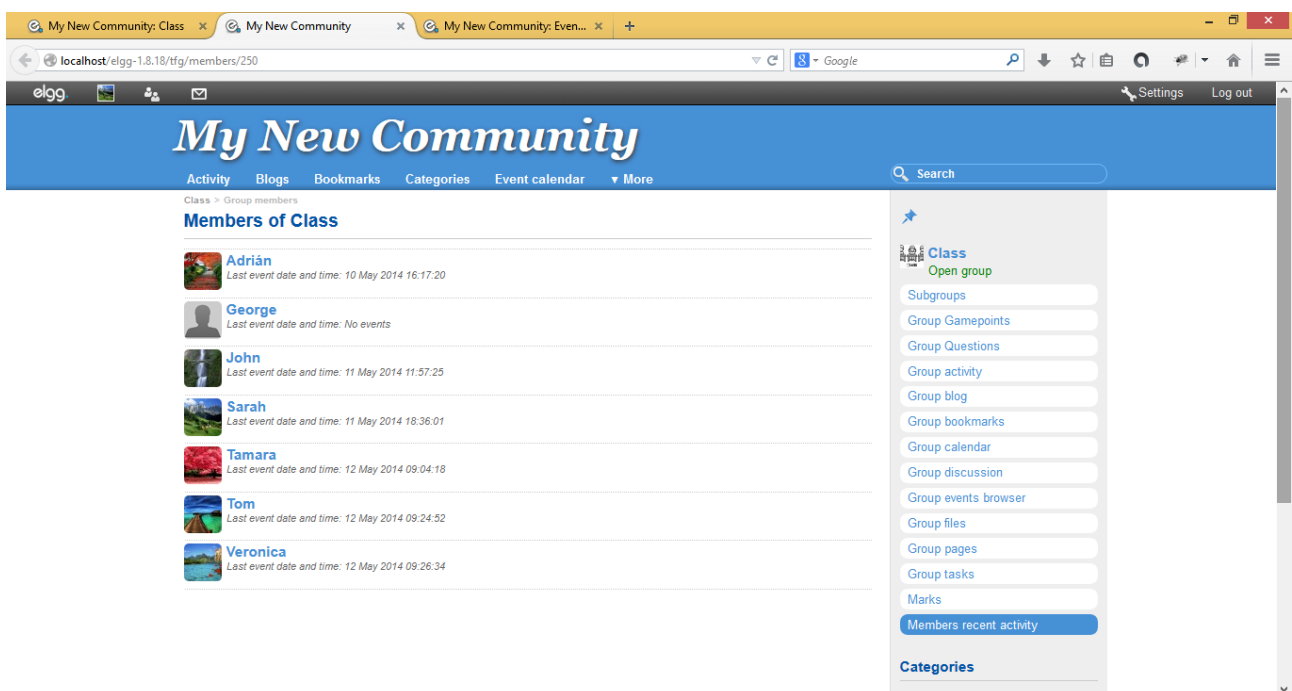 My New Community: Class
My New Community
My New Community: Even...
localhost/elgg-1.8.18/tfg/members/250
8
Google
elgg.
Settings
Log out
My New Community
Activity
Blogs
Bookmarks
Categories
Event calendar
▼ More
Search
Class > Group members
Members of Class
Adrián
Last event date and time: 10 May 2014 16:17:20
George
Last event date and time: No events
John
Last event date and time: 11 May 2014 11:57:25
Sarah
Last event date and time: 11 May 2014 18:36:01
Tamara
Last event date and time: 12 May 2014 09:04:18
Tom
Last event date and time: 12 May 2014 09:24:52
Veronica
Last event date and time: 12 May 2014 09:26:34
Class
Open group
Subgroups
Group Gamepoints
Group Questions
Group activity
Group blog
Group bookmarks
Group calendar
Group discussion
Group events browser
Group files
Group pages
Group tasks
Marks
Members recent activity
Categories